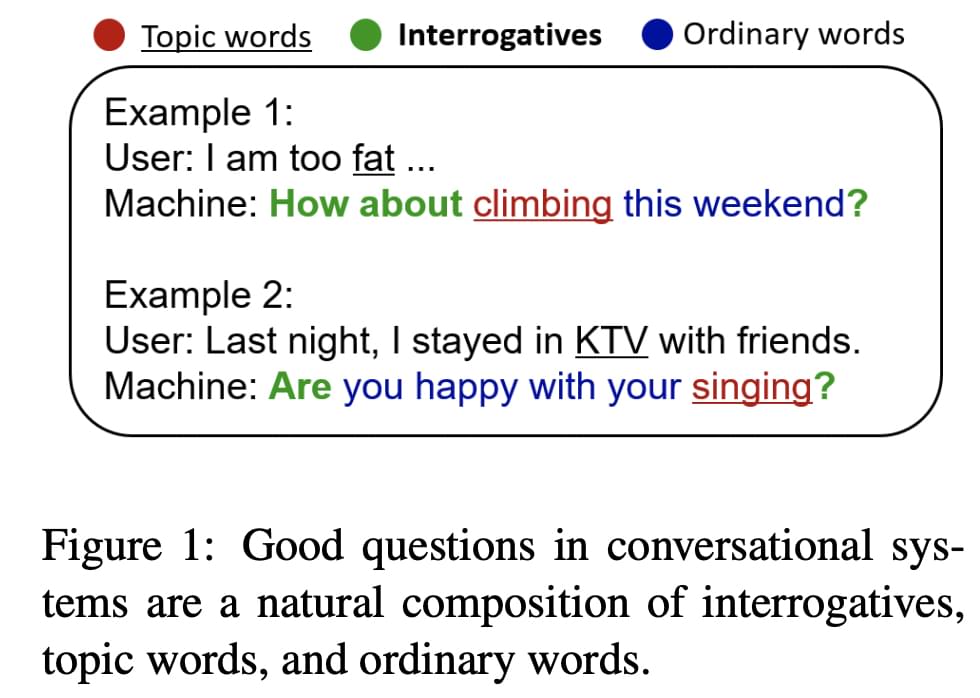 Topic words Interrogatives Ordinary words
Example 1:
User: I am too fat ...
Machine: How about climbing this weekend?
Example 2:
User: Last night, I stayed in KTV with friends.
Machine: Are you happy with your singing?
Figure 1: Good questions in conversational sys-
tems are a natural composition of interrogatives,
topic words, and ordinary words.